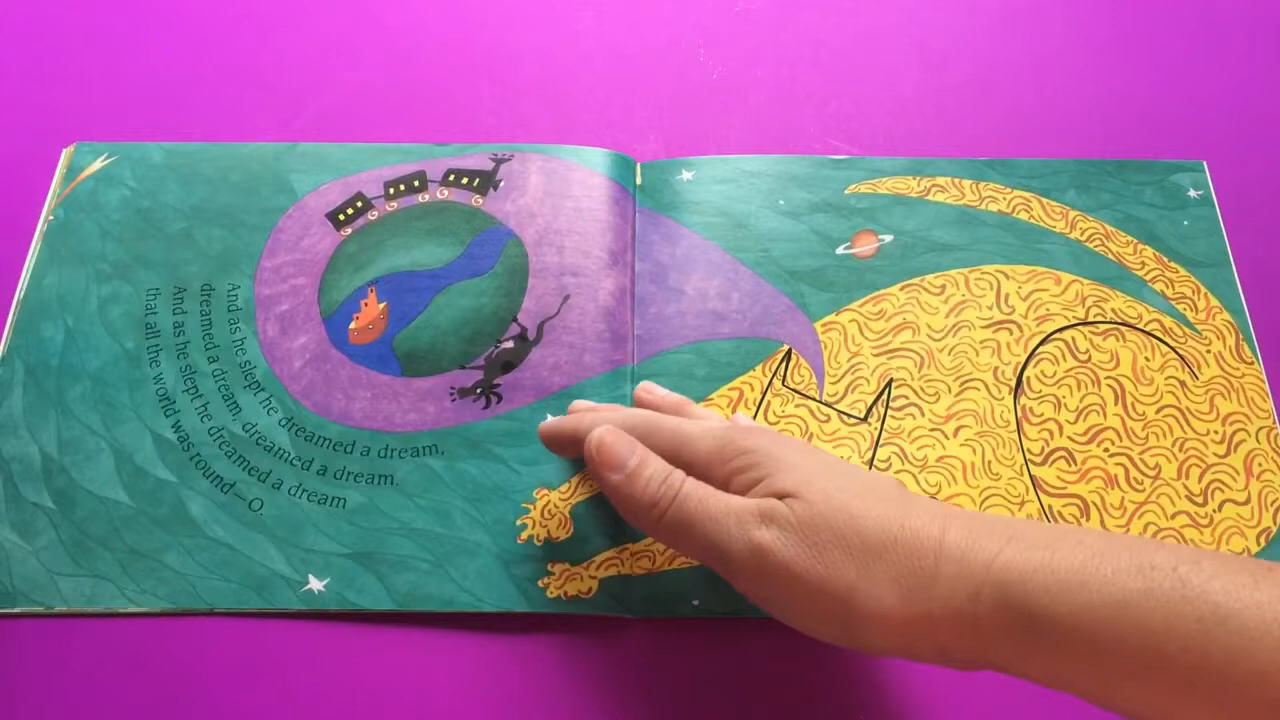 And as he slept he dreamed a dream,
dreamed a dream, dreamed a dream.
And as he slept he dreamed a dream
that all the world was round—O.